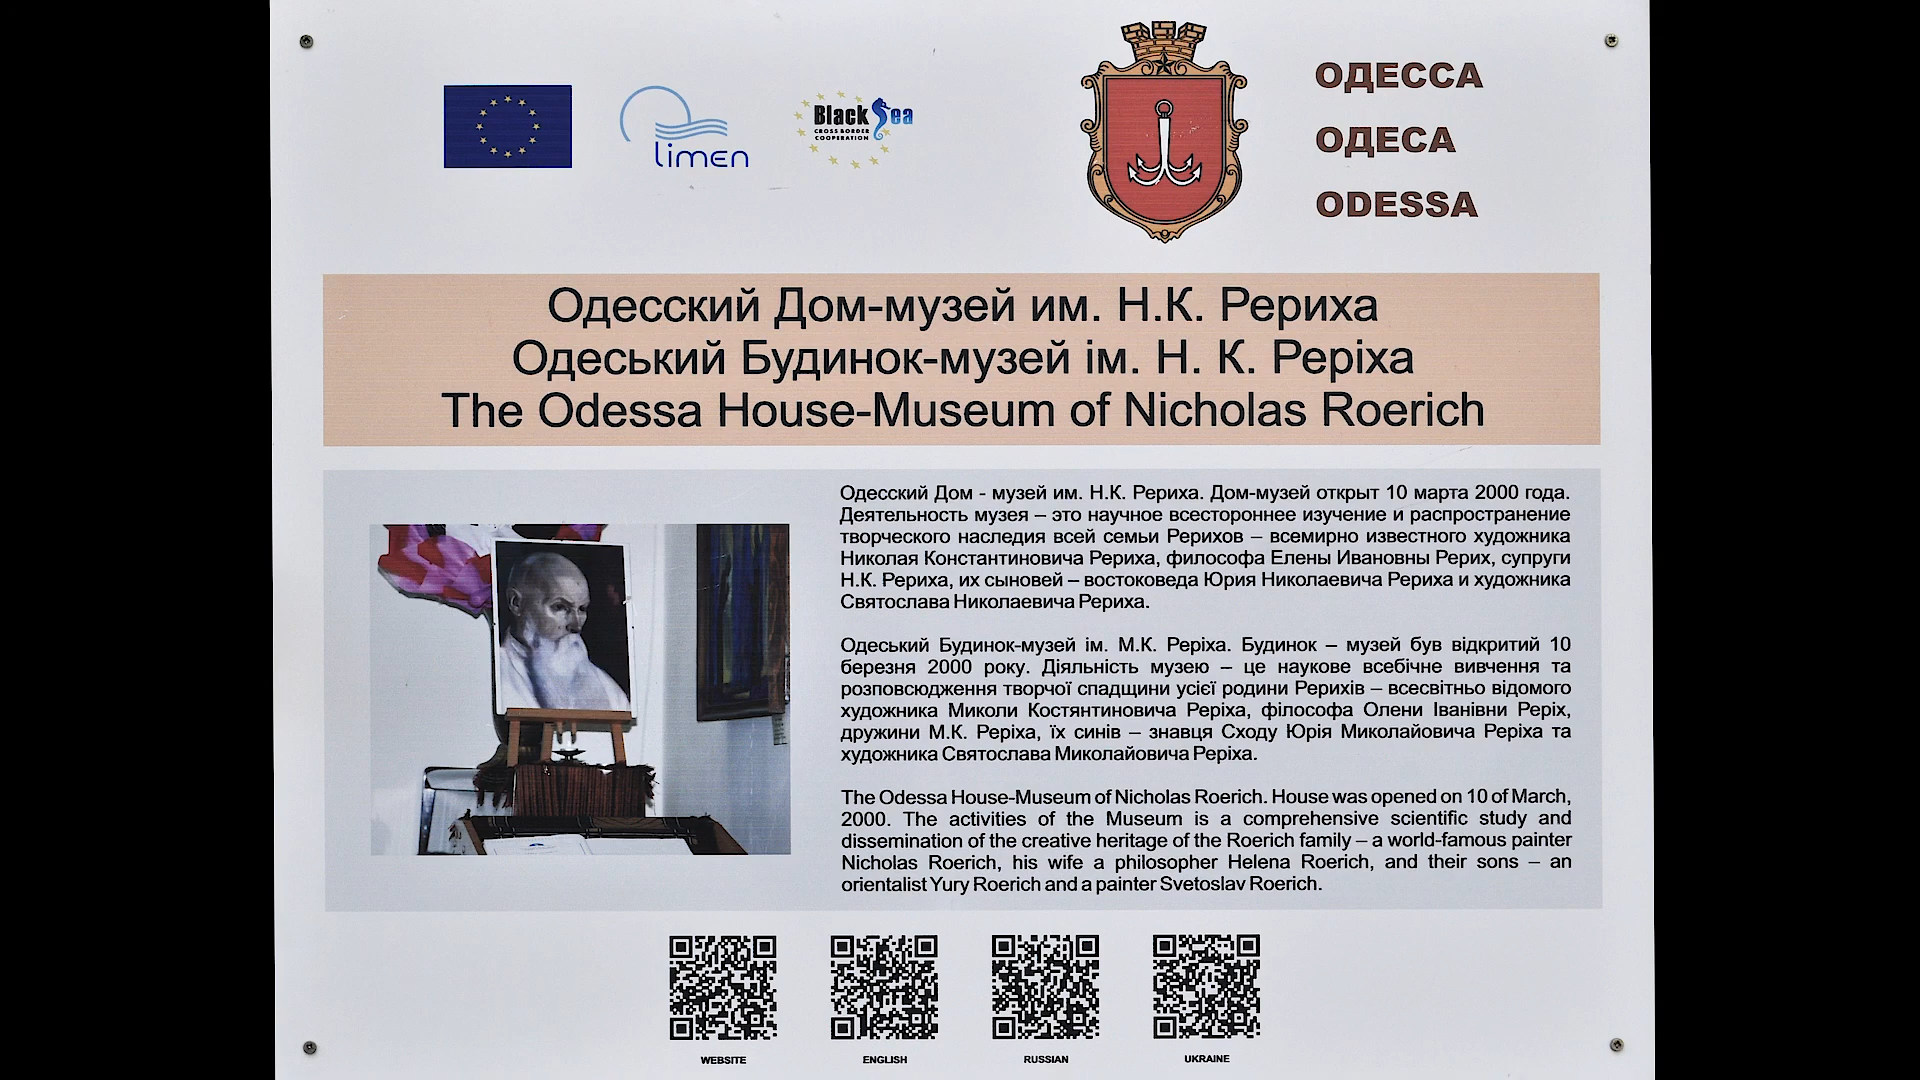 limen
Black Sea
CROSS BORDER
COOPERATION
ОДЕССА
ОДЕСА
ODESSA
Одесский Дом-музей им. Н.К. Рериха
Одеський Будинок-музей ім. Н. К. Реріха
The Odessa House-Museum of Nicholas Roerich
Одесский Дом - музей им. Н.К. Рериха. Дом-музей открыт 10 марта 2000 года.
Деятельность музея – это научное всестороннее изучение и распространение
творческого наследия всей семьи Рерихов – всемирно известного художника
Николая Константиновича Рериха, философа Елены Ивановны Рерих, супруги
Н.К. Рериха, их сыновей – востоковеда Юрия Николаевича Рериха и художника
Святослава Николаевича Рериха.
Одеський Будинок-музей ім. М.К. Реріха. Будинок – музей був відкритий 10
березня 2000 року. Діяльність музею – це наукове всебічне вивчення та
розповсюдження творчої спадщини усієї родини Рерихів – всесвітньо відомого
художника Миколи Костянтиновича Реріха, філософа Олени Іванівни Реріх,
дружини М.К. Реріха, їх синів – знавця Сходу Юрія Миколайовича Реріха та
художника Святослава Миколайовича Реріха.
The Odessa House-Museum of Nicholas Roerich. House was opened on 10 of March,
2000. The activities of the Museum is a comprehensive scientific study and
dissemination of the creative heritage of the Roerich family – a world-famous painter
Nicholas Roerich, his wife a philosopher Helena Roerich, and their sons – an
orientalist Yury Roerich and a painter Svetoslav Roerich.
WEBSITE
ENGLISH
RUSSIAN
UKRAINE